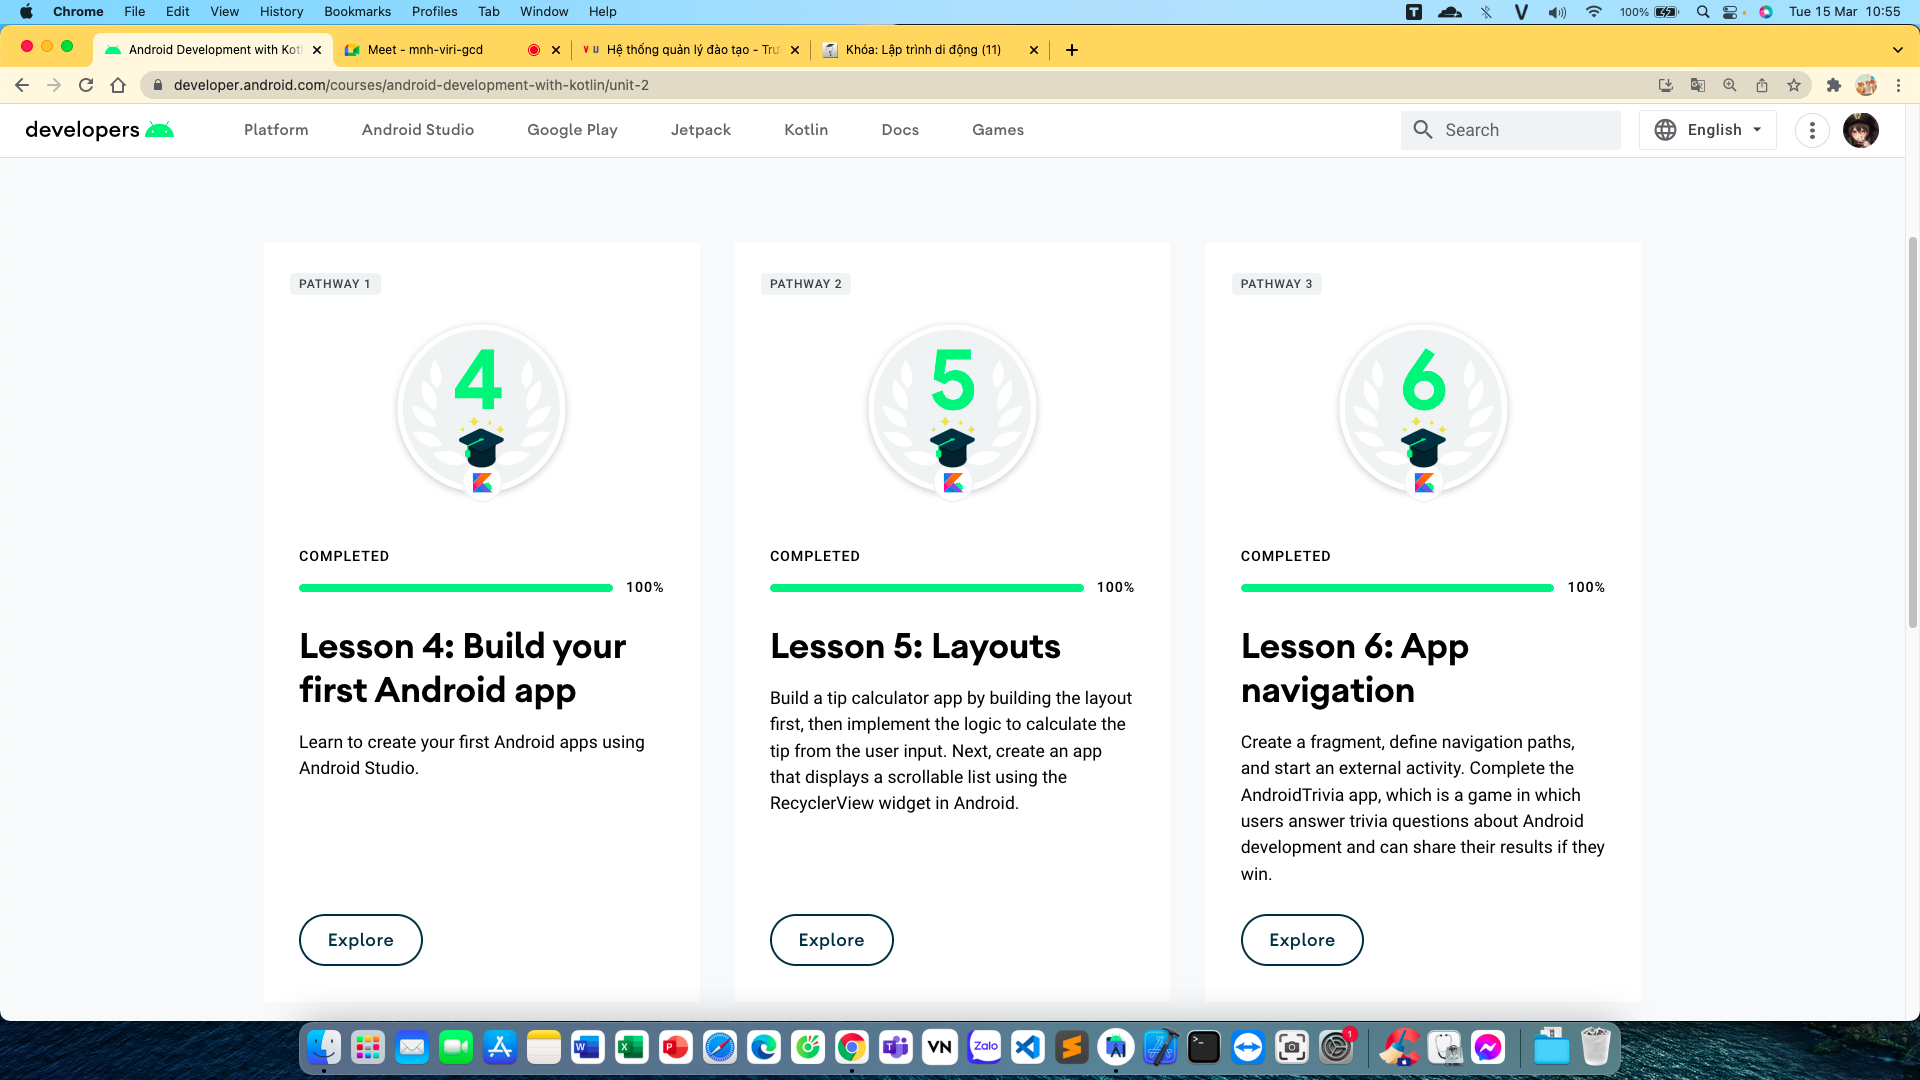 Chrome File Edit View History Bookmarks Profiles Tab Window Help 100% Tue 15 Mar 10:55
Android Development with Kotl Meet - mnh-viri-gcd Hệ thống quản lý đào tạo - Trư Khóa: Lập trình di động (11)
developer.android.com/courses/android-development-with-kotlin/unit-2
developers Platform Android Studio Google Play Jetpack Kotlin Docs Games Search English
PATHWAY 1
4
COMPLETED
100%
Lesson 4: Build your
first Android app
Learn to create your first Android apps using
Android Studio.
Explore
PATHWAY 2
5
COMPLETED
100%
Lesson 5: Layouts
Build a tip calculator app by building the layout
first, then implement the logic to calculate the
tip from the user input. Next, create an app
that displays a scrollable list using the
RecyclerView widget in Android.
Explore
PATHWAY 3
6
COMPLETED
100%
Lesson 6: App
navigation
Create a fragment, define navigation paths,
and start an external activity. Complete the
AndroidTrivia app, which is a game in which
users answer trivia questions about Android
development and can share their results if they
win.
Explore
VN Zalo 1